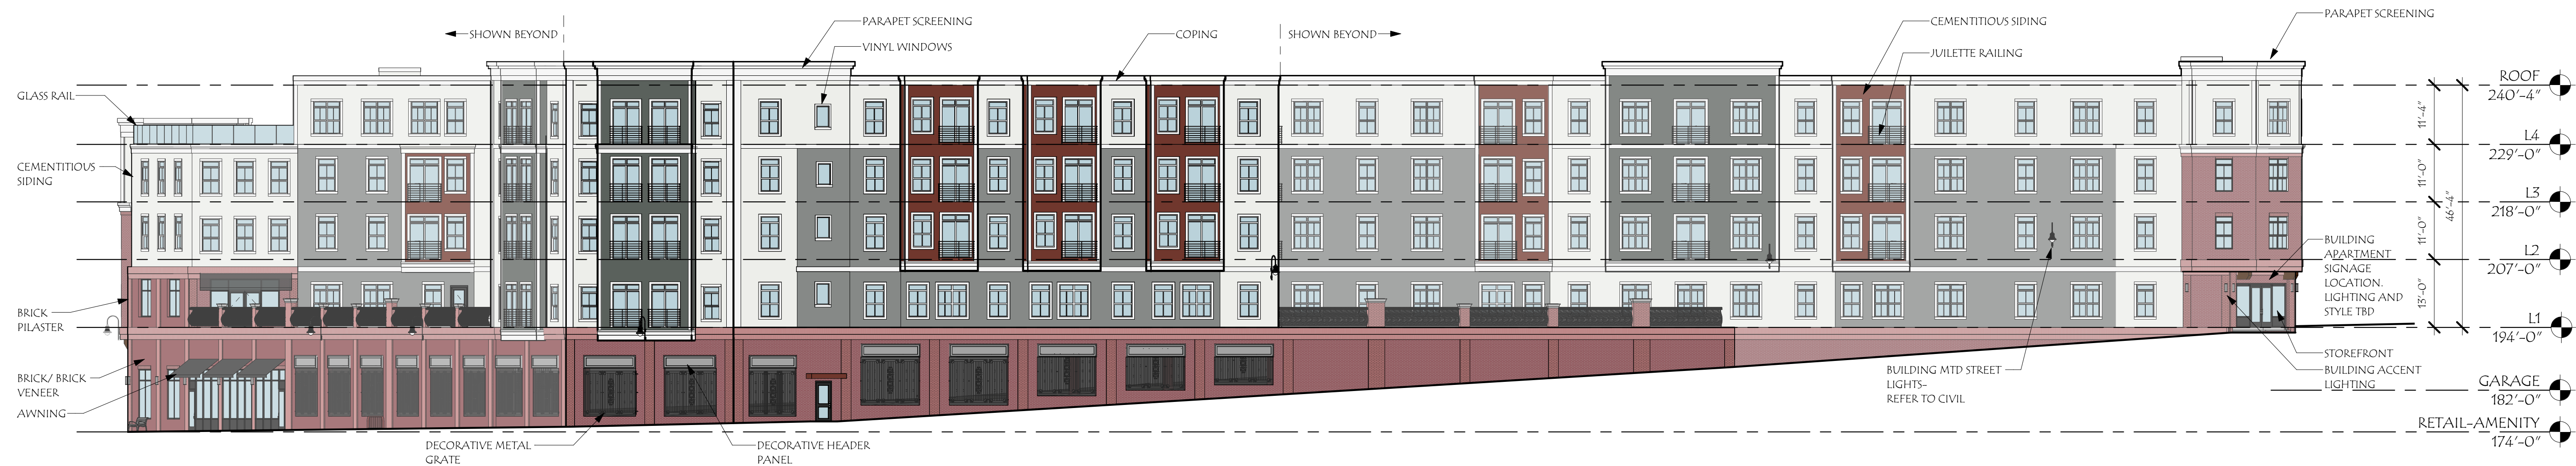 PARAPET SCREENING
SHOWN BEYOND
VINYL WINDOWS
COPING
SHOWN BEYOND
CEMENTITIOUS SIDING
JUILETTE RAILING
PARAPET SCREENING
GLASS RAIL
CEMENTITIOUS
SIDING
BRICK
PILASTER
BRICK/ BRICK
VENEER
AWNING
DECORATIVE METAL
GRATE
DECORATIVE HEADER
PANEL
BUILDING MTD STREET
LIGHTS-
REFER TO CIVIL
BUILDING
APARTMENT
SIGNAGE
LOCATION.
LIGHTING AND
STYLE TBD
STOREFRONT
BUILDING ACCENT
LIGHTING
11'-4"
11'-0"
11'-0"
13'-0"
46'-4"
ROOF
240'-4"
L4
229'-0"
L3
218'-0"
L2
207'-0"
L1
194'-0"
GARAGE
182'-0"
RETAIL-AMENITY
174'-0"